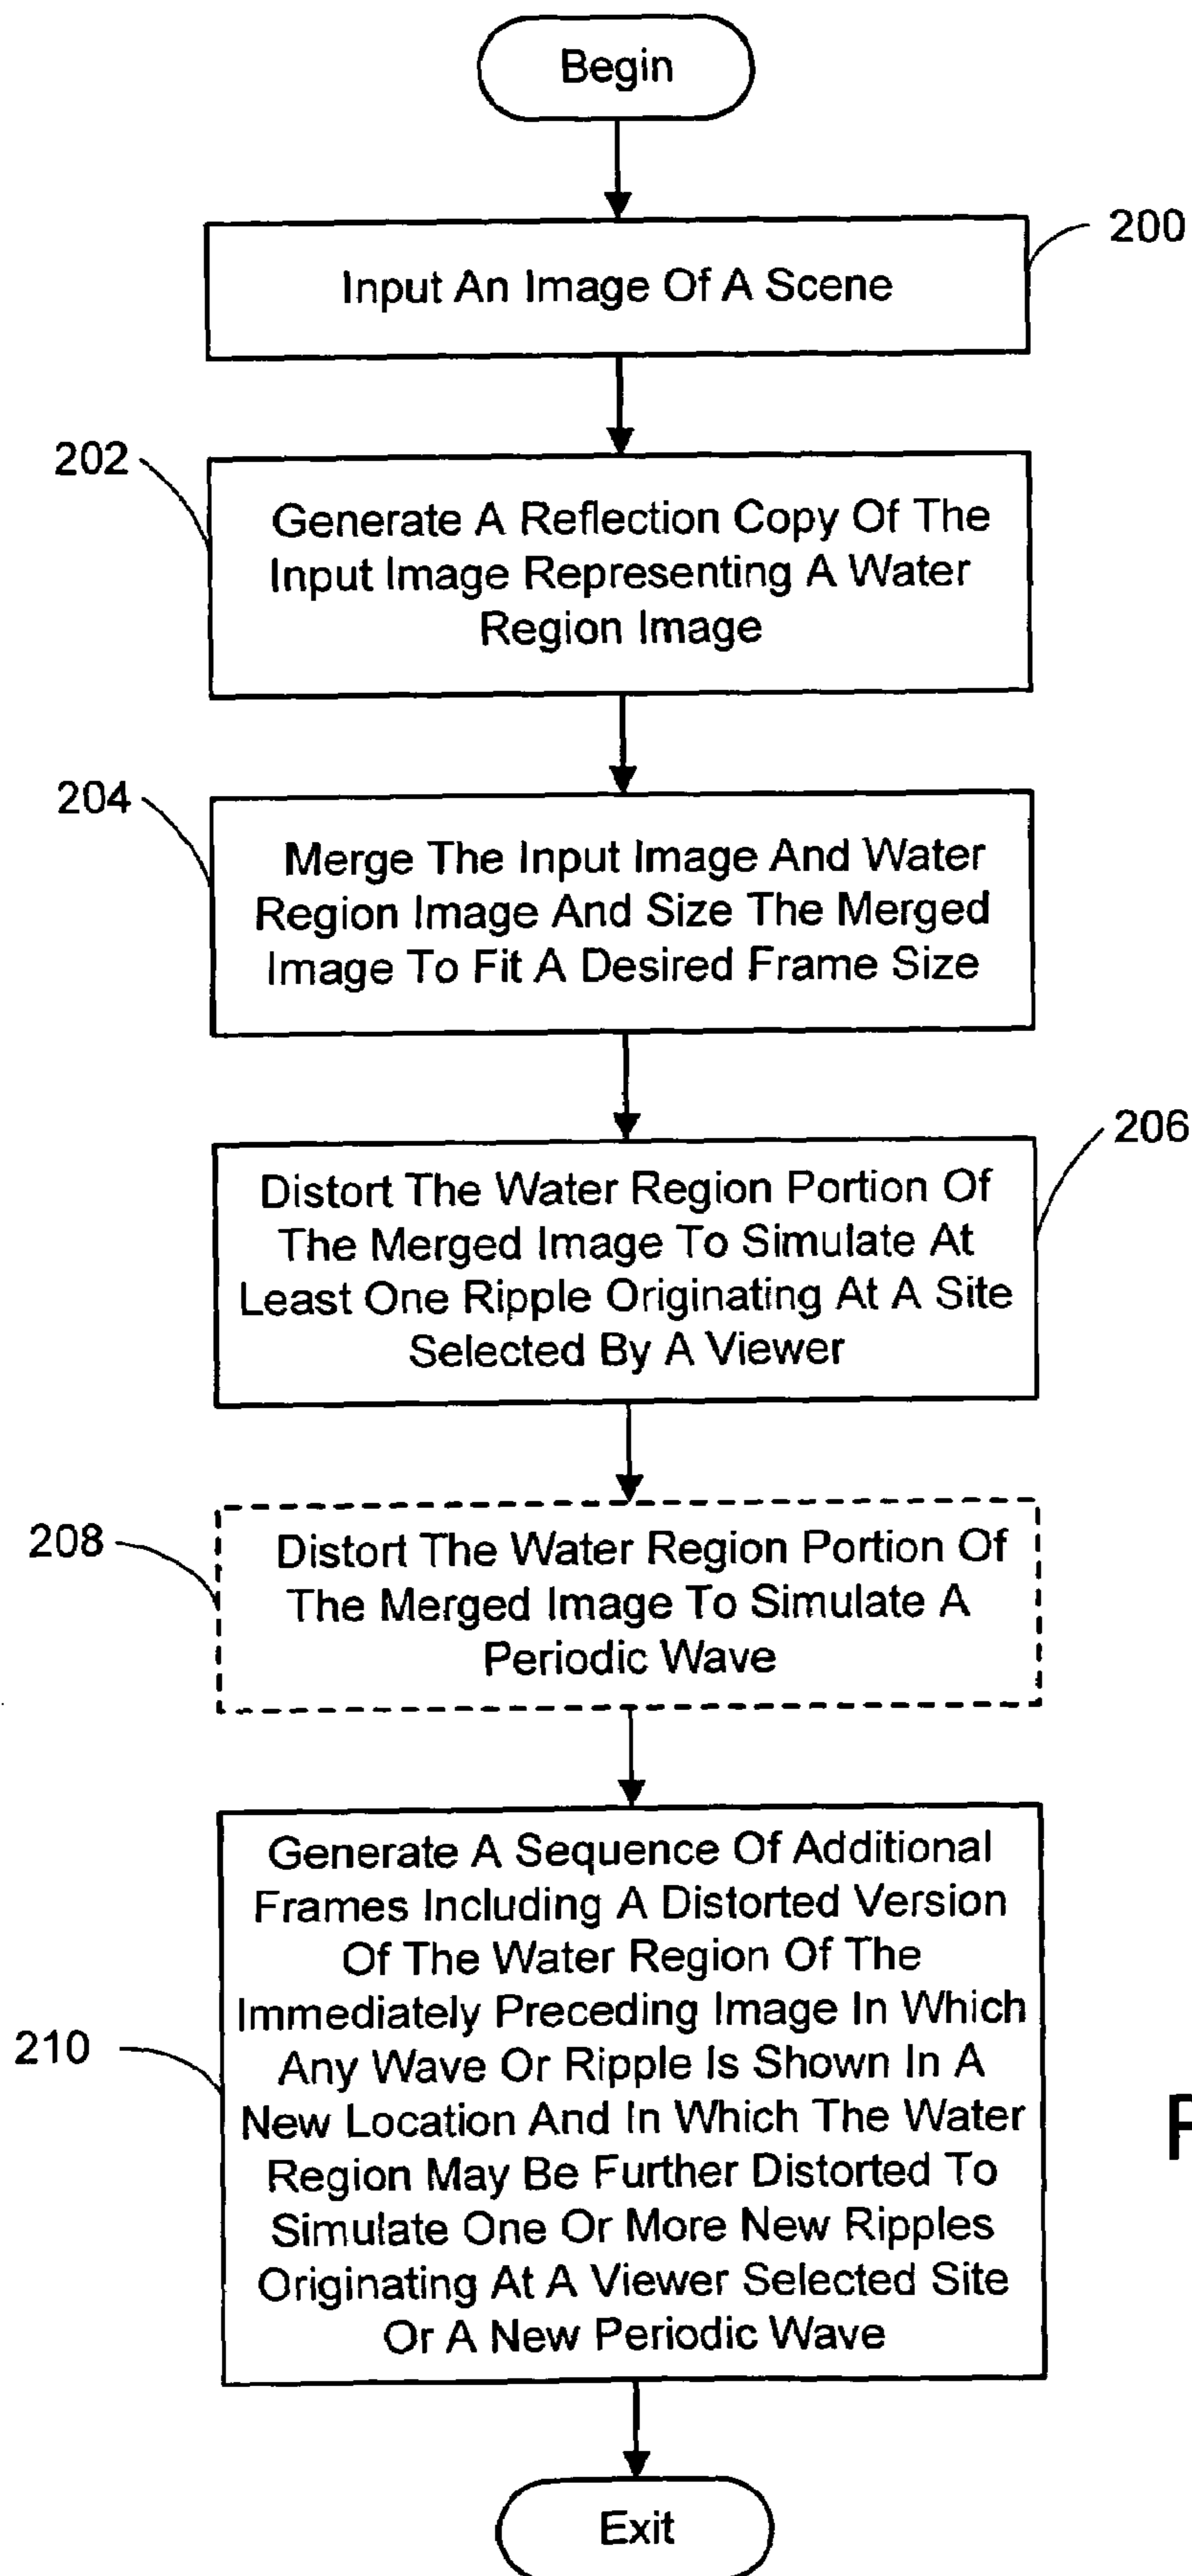 Begin
200
Input An Image Of A Scene
202
Generate A Reflection Copy Of The
Input Image Representing A Water
Region Image
204
Merge The Input Image And Water
Region Image And Size The Merged
Image To Fit A Desired Frame Size
206
Distort The Water Region Portion Of
The Merged Image To Simulate At
Least One Ripple Originating At A Site
Selected By A Viewer
208
Distort The Water Region Portion Of
The Merged Image To Simulate A
Periodic Wave
210
Generate A Sequence Of Additional
Frames Including A Distorted Version
Of The Water Region Of The
Immediately Preceding Image In Which
Any Wave Or Ripple Is Shown In A
New Location And In Which The Water
Region May Be Further Distorted To
Simulate One Or More New Ripples
Originating At A Viewer Selected Site
Or A New Periodic Wave
Exit